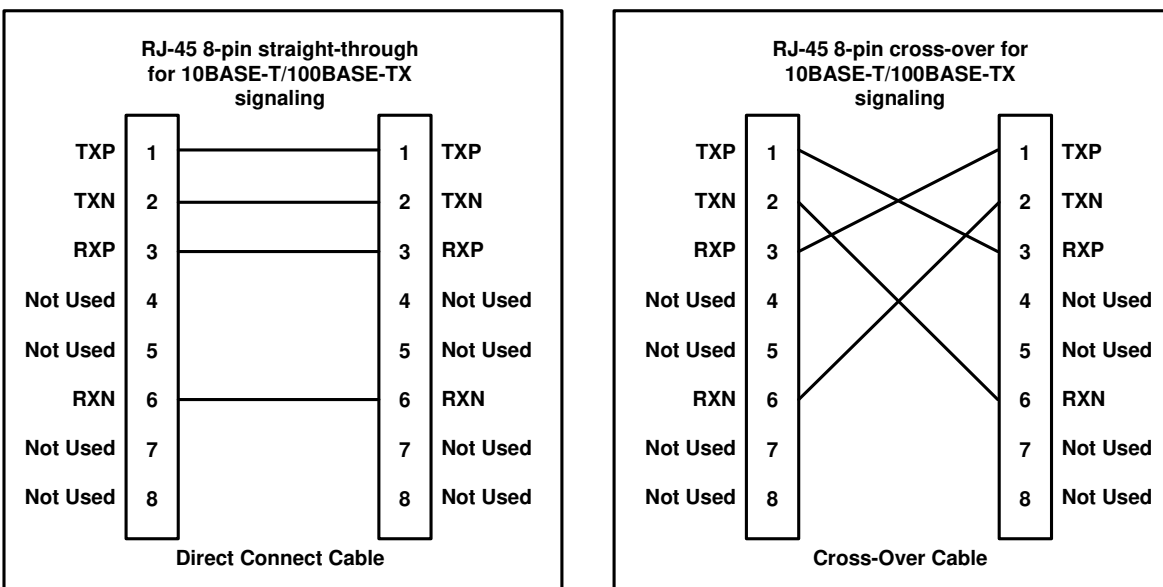 RJ-45 8-pin straight-through
for 10BASE-T/100BASE-TX
signaling
TXP 1 1 TXP
TXN 2 2 TXN
RXP 3 3 RXP
Not Used 4 4 Not Used
Not Used 5 5 Not Used
RXN 6 6 RXN
Not Used 7 7 Not Used
Not Used 8 8 Not Used
Direct Connect Cable
RJ-45 8-pin cross-over for
10BASE-T/100BASE-TX
signaling
TXP 1 1 TXP
TXN 2 2 TXN
RXP 3 3 RXP
Not Used 4 4 Not Used
Not Used 5 5 Not Used
RXN 6 6 RXN
Not Used 7 7 Not Used
Not Used 8 8 Not Used
Cross-Over Cable